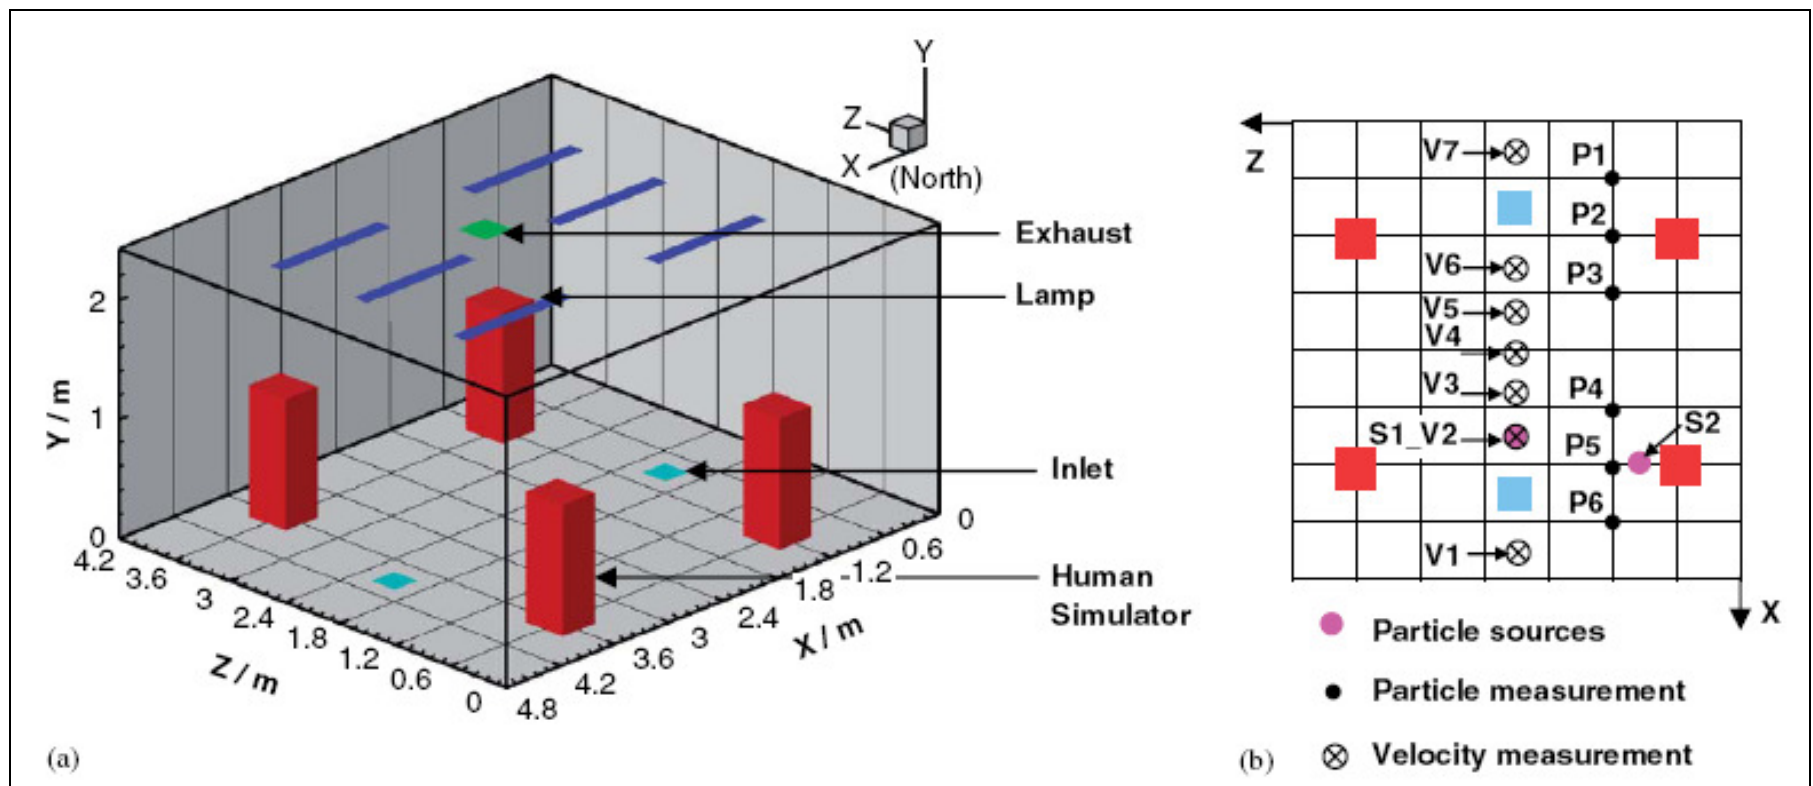 Y
Z
X
(North)
Exhaust
Lamp
Inlet
Human
Simulator
Y / m
2
1
0
4.2
3.6
3
2.4
1.8
1.2
0.6
0
Z / m
4.8
4.2
3.6
3
2.4
1.8
1.2
0.6
0
X / m
(a)
Z
V7
P1
P2
V6
P3
V5
V4
V3
P4
S1_V2
P5
S2
P6
V1
X
Particle sources
Particle measurement
Velocity measurement
(b)